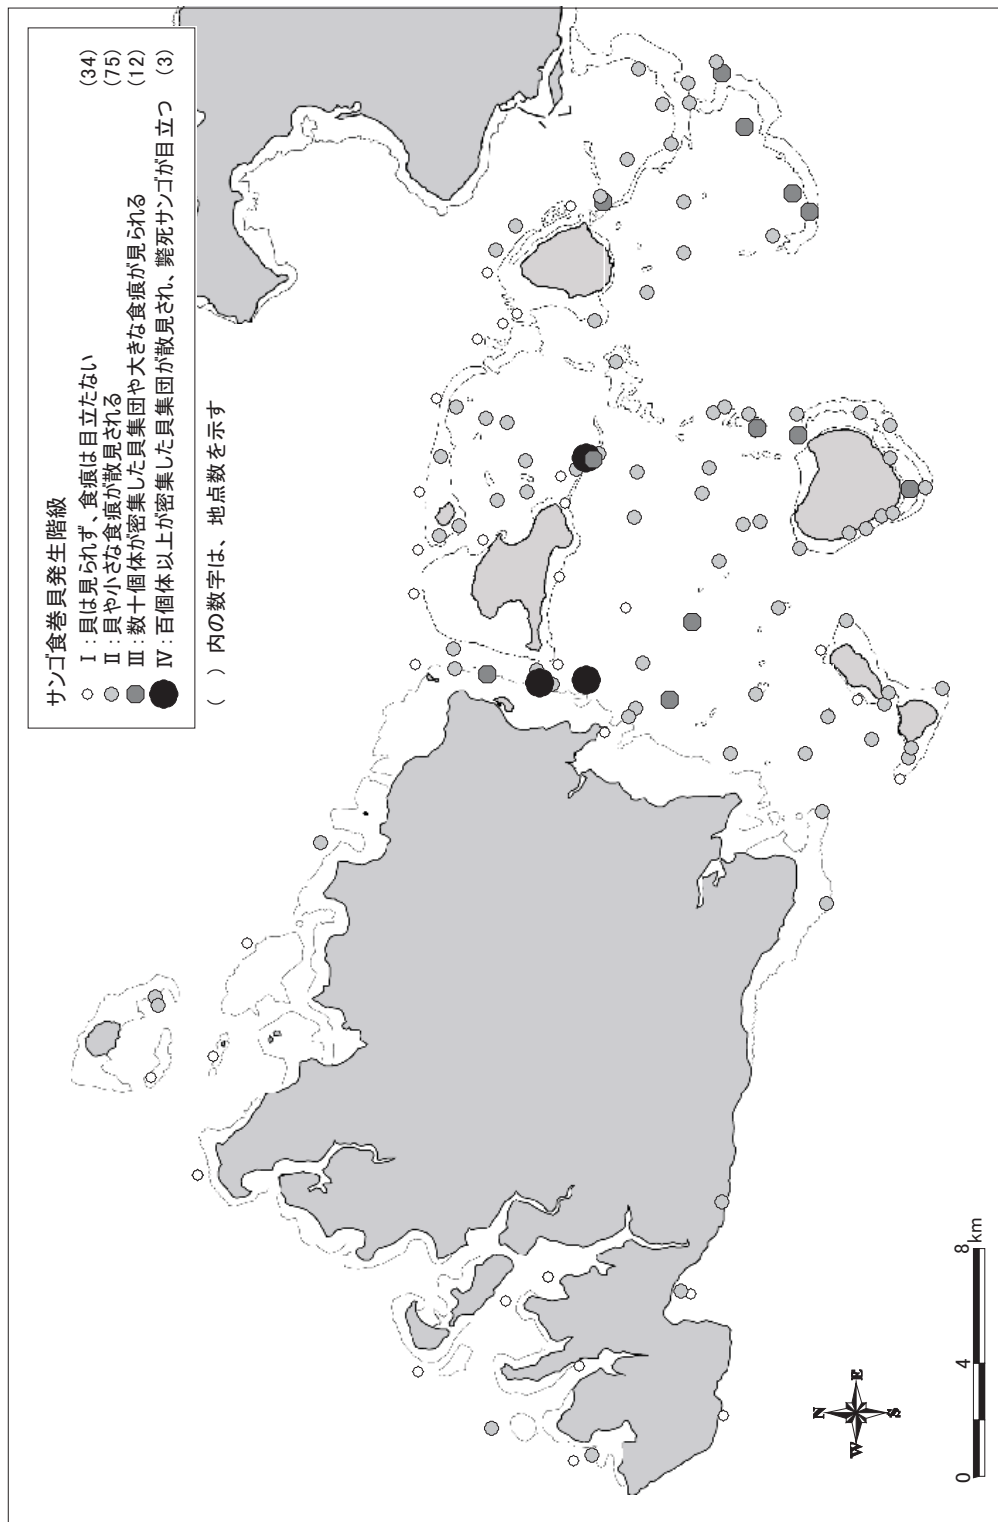 サンゴ食巻貝発生階級
Ⅰ：貝は見られず、食痕は目立たない (34)
Ⅱ：貝や小さな食痕が散見される (75)
Ⅲ：数十個体が密集した貝集団や大きな食痕が見られる (12)
Ⅳ：百個体以上が密集した貝集団が散見され、斃死サンゴが目立つ (3)
( ) 内の数字は、地点数を示す
N
W E
S
0 4 8 km